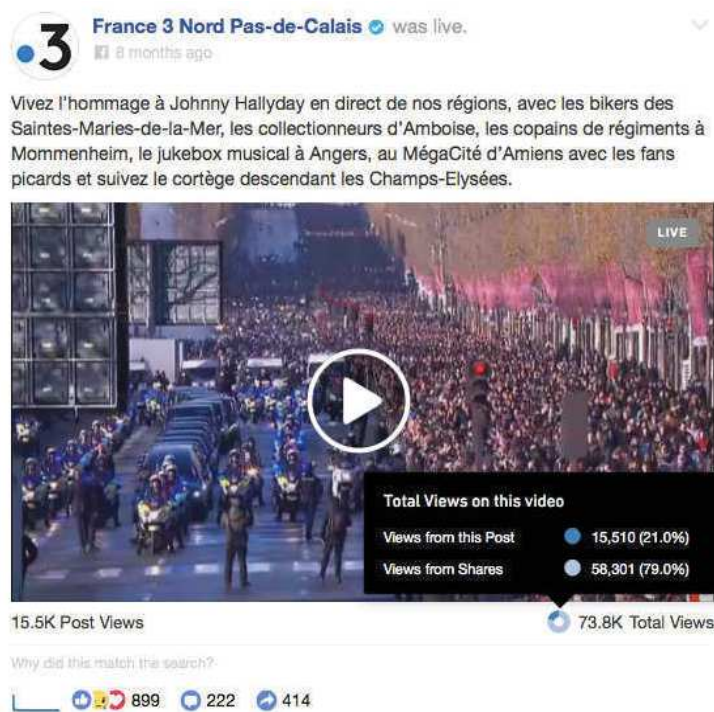 3
France 3 Nord Pas-de-Calais was live.
8 months ago
Vivez l'hommage à Johnny Hallyday en direct de nos régions, avec les bikers des
Saintes-Maries-de-la-Mer, les collectionneurs d'Amboise, les copains de régiments à
Mommenheim, le jukebox musical à Angers, au MégaCité d'Amiens avec les fans
picards et suivez le cortège descendant les Champs-Elysées.
LIVE
Total Views on this video
Views from this Post 15,510 (21.0%)
Views from Shares 58,301 (79.0%)
15.5K Post Views 73.8K Total Views
Why did this match the search?
899 222 414